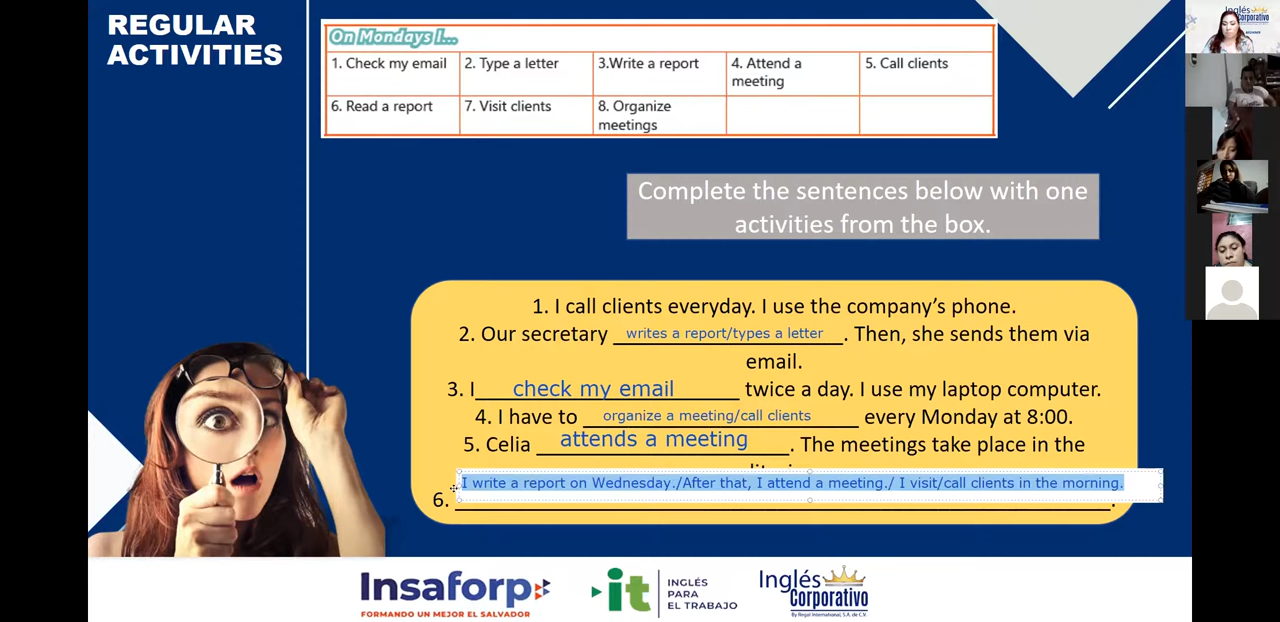 REGULAR
ACTIVITIES
On Mondays I...
1. Check my email
2. Type a letter
3.Write a report
4. Attend a
meeting
5. Call clients
6. Read a report
7. Visit clients
8. Organize
meetings
Complete the sentences below with one
activities from the box.
1. I call clients everyday. I use the company's phone.
2. Our secretary writes a report/types a letter. Then, she sends them via
email.
3. I check my email twice a day. I use my laptop computer.
4. I have to organize a meeting/call clients every Monday at 8:00.
5. Celia attends a meeting. The meetings take place in the
6. I write a report on Wednesday./After that, I attend a meeting./ I visit/call clients in the morning.
Insaforp
FORMANDO UN MEJOR EL SALVADOR
it
INGLÉS
PARA
EL TRABAJO
Inglés
Corporativo
By Regal International, S.A. de C.V.
Inglés
Corporativo